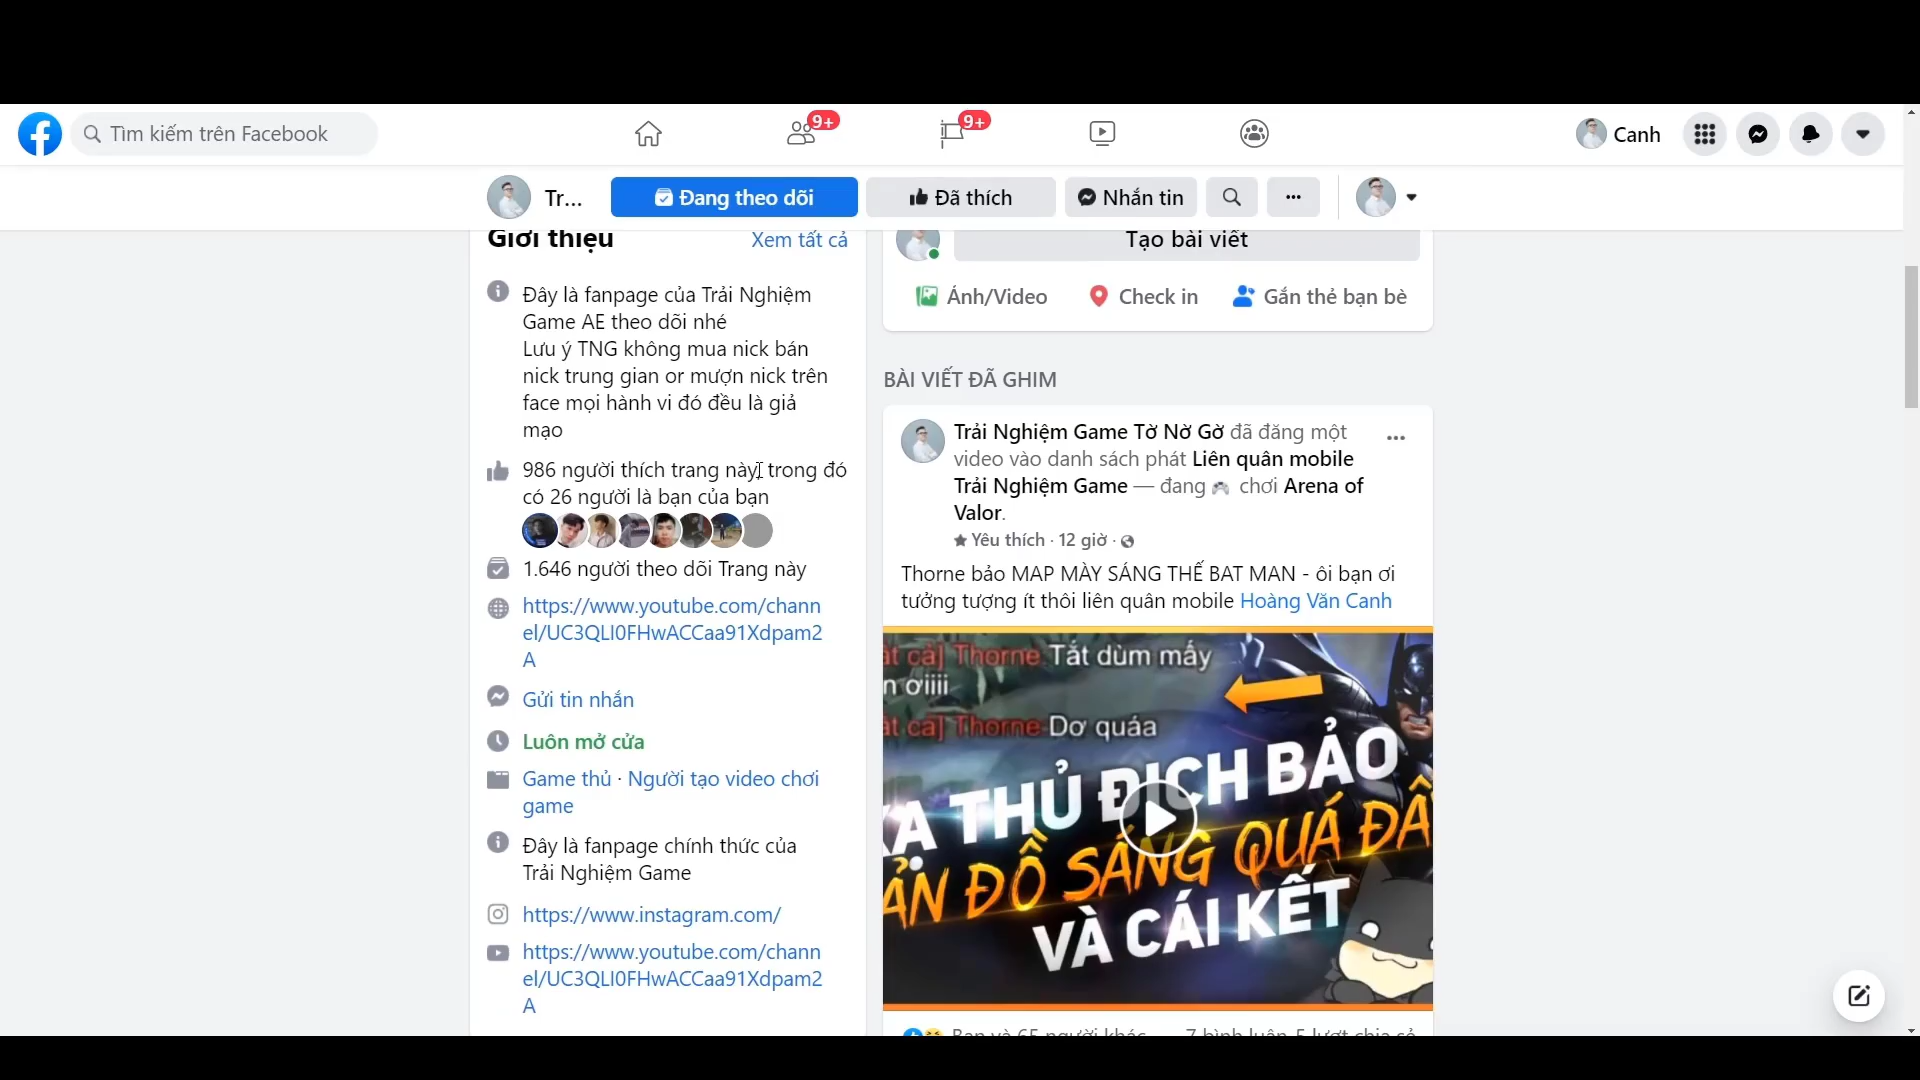 Tìm kiếm trên Facebook
9+
9+
Canh
Tr...
Đang theo dõi
Đã thích
Nhắn tin
Giới thiệu
Xem tất cả
Đây là fanpage của Trải Nghiệm
Game AE theo dõi nhé
Lưu ý TNG không mua nick bán
nick trung gian or mượn nick trên
face mọi hành vi đó đều là giả
mạo
986 người thích trang này, trong đó
có 26 người là bạn của bạn
1.646 người theo dõi Trang này
https://www.youtube.com/chann
el/UC3QLI0FHwACCaa91Xdpam2
A
Gửi tin nhắn
Luôn mở cửa
Game thủ · Người tạo video chơi
game
Đây là fanpage chính thức của
Trải Nghiệm Game
https://www.instagram.com/
https://www.youtube.com/chann
el/UC3QLI0FHwACCaa91Xdpam2
A
Tạo bài viết
Ảnh/Video
Check in
Gắn thẻ bạn bè
BÀI VIẾT ĐÃ GHIM
Trải Nghiệm Game Tờ Nờ Gờ đã đăng một
video vào danh sách phát Liên quân mobile
Trải Nghiệm Game — đang 🎮 chơi Arena of
Valor.
Yêu thích · 12 giờ ·
Thorne bảo MAP MÀY SÁNG THẾ BAT MAN - ôi bạn ơi
tưởng tượng ít thôi liên quân mobile Hoàng Văn Canh
ất cả] Thorne Tắt dùm mấy
n ơiiii
ất cả] Thorne Dơ quáa
XẠ THỦ ĐỊCH BẢO
BẢN ĐỒ SÁNG QUÁ ĐÂ
VÀ CÁI KẾT
Bạn và 65 người khác
7 bình luận 5 lượt chia sẻ